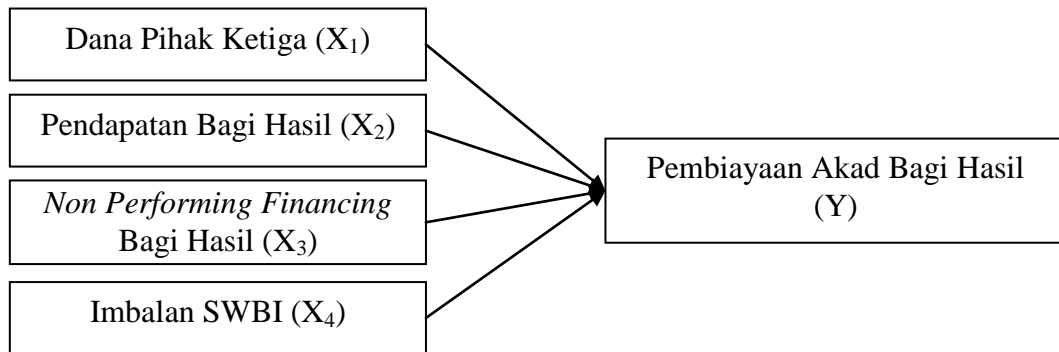 Dana Pihak Ketiga (X₁)
Pendapatan Bagi Hasil (X₂)
Non Performing Financing
Bagi Hasil (X₃)
Imbalan SWBI (X₄)
Pembiayaan Akad Bagi Hasil
(Y)